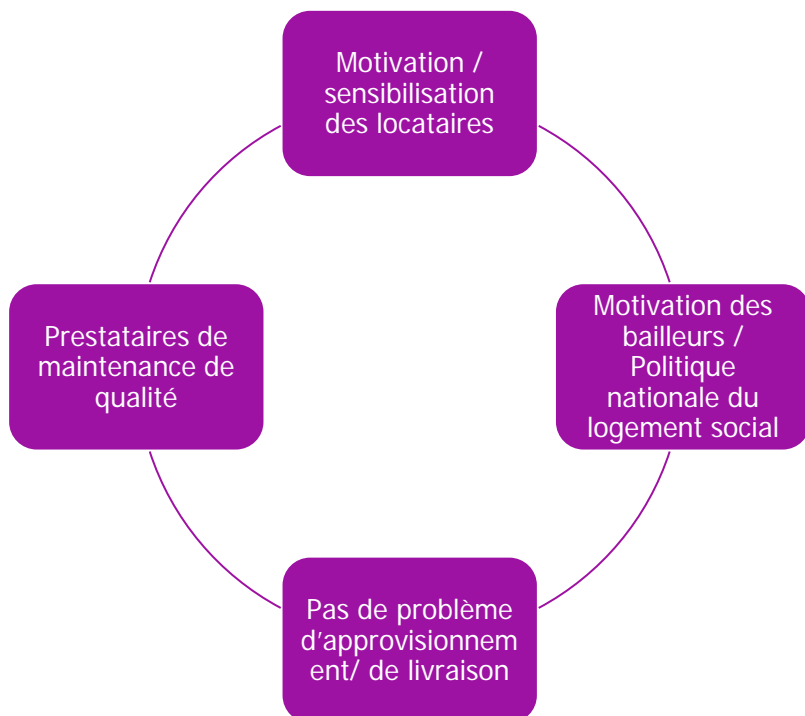 Motivation /
sensibilisation
des locataires
Motivation des
bailleurs /
Politique
nationale du
logement social
Prestataires de
maintenance de
qualité
Pas de problème
d'approvisionnem
ent/ de livraison